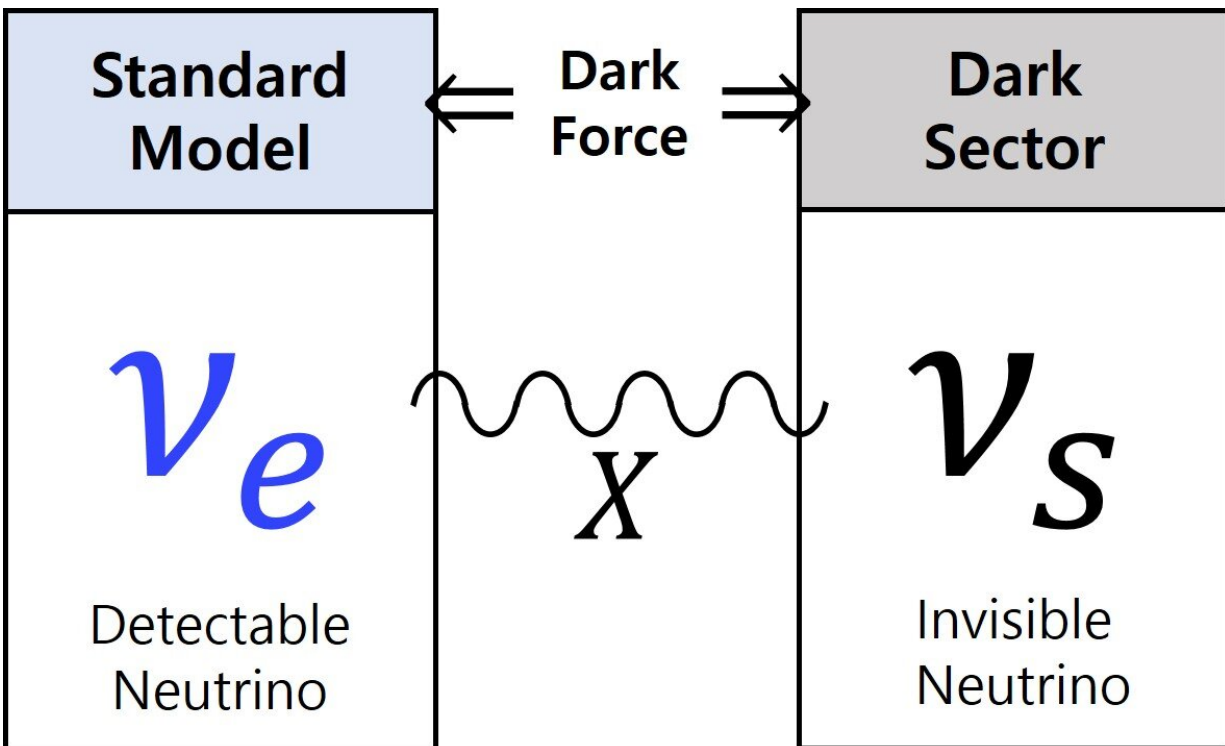 Standard
Model
Dark
Force
Dark
Sector
νₑ
X
νₛ
Detectable
Neutrino
Invisible
Neutrino